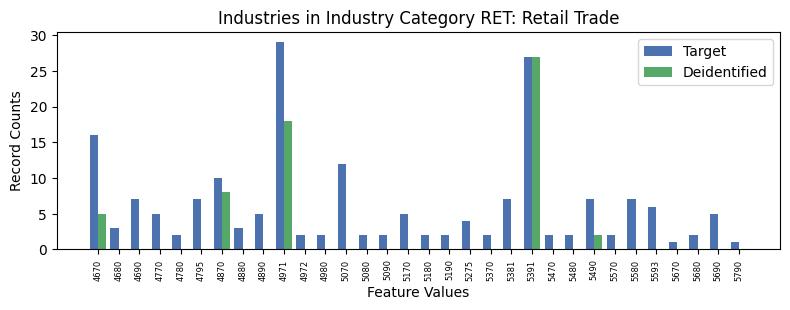 Industries in Industry Category RET: Retail Trade
Target
Deidentified
Record Counts
30
25
20
15
10
5
0
4670 4680 4690 4770 4780 4795 4870 4880 4890 4971 4972 4980 5070 5080 5090 5170 5180 5190 5275 5370 5381 5391 5470 5480 5490 5570 5580 5593 5670 5680 5690 5790
Feature Values